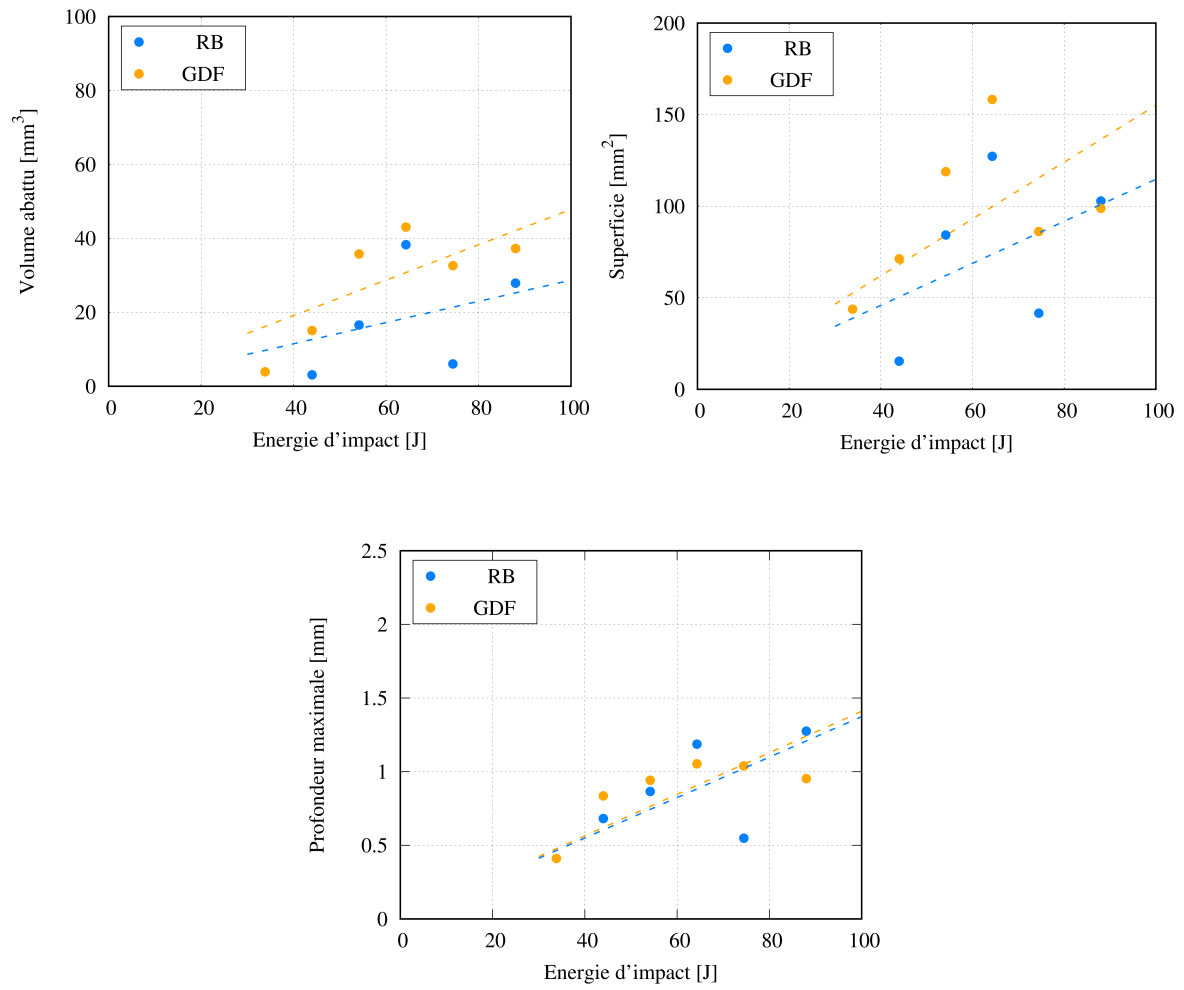 100
80
60
40
20
0
Volume abattu [mm³]
RB
GDF
0 20 40 60 80 100
Energie d’impact [J]
200
150
100
50
0
Superficie [mm²]
RB
GDF
0 20 40 60 80 100
Energie d’impact [J]
2.5
2
1.5
1
0.5
0
Profondeur maximale [mm]
RB
GDF
0 20 40 60 80 100
Energie d’impact [J]